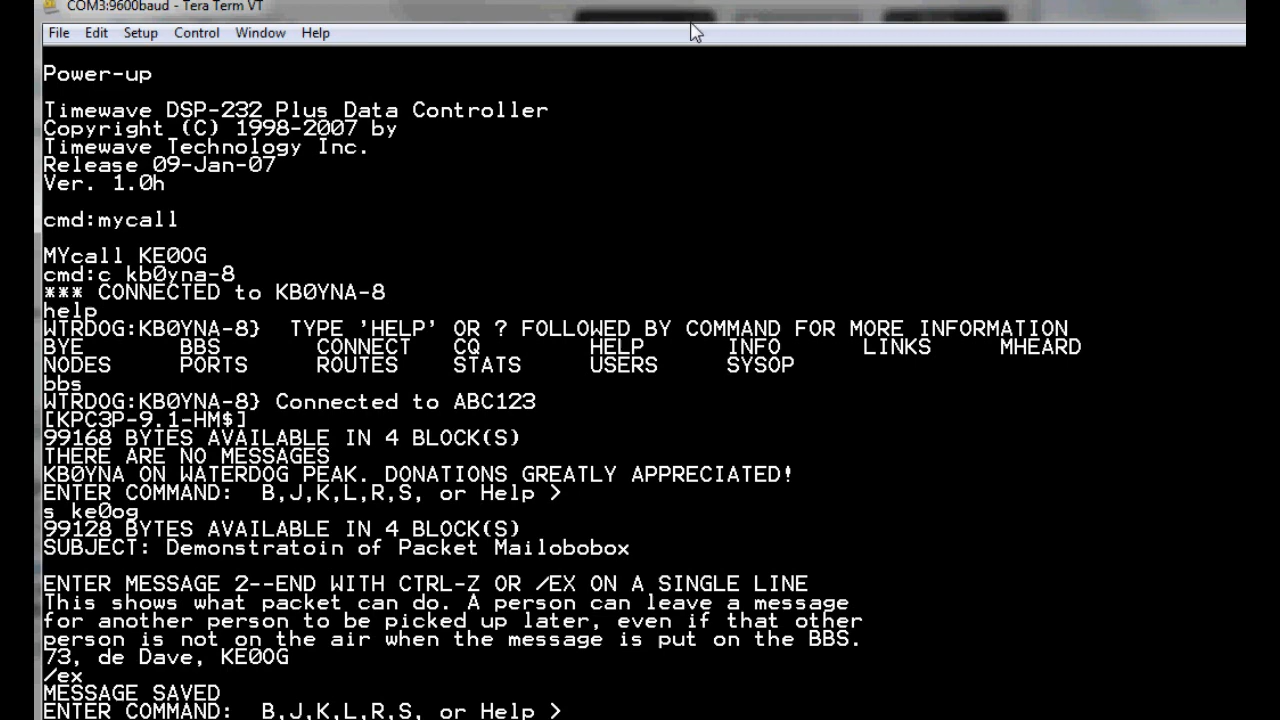 COM3:9600baud - Tera Term VT
File Edit Setup Control Window Help
Power-up
Timewave DSP-232 Plus Data Controller
Copyright (C) 1998-2007 by
Timewave Technology Inc.
Release 09-Jan-07
Ver. 1.0h
cmd:mycall
MYcall KE0OG
cmd:c kb0yna-8
*** CONNECTED to KB0YNA-8
help
WTRDOG:KB0YNA-8} TYPE 'HELP' OR ? FOLLOWED BY COMMAND FOR MORE INFORMATION
BYE BBS CONNECT CQ HELP INFO LINKS MHEARD
NODES PORTS ROUTES STATS USERS SYSOP
bbs
WTRDOG:KB0YNA-8} Connected to ABC123
[KPC3P-9.1-HM$]
99168 BYTES AVAILABLE IN 4 BLOCK(S)
THERE ARE NO MESSAGES
KB0YNA ON WATERDOG PEAK. DONATIONS GREATLY APPRECIATED!
ENTER COMMAND: B,J,K,L,R,S, or Help >
s ke0og
99128 BYTES AVAILABLE IN 4 BLOCK(S)
SUBJECT: Demonstratoin of Packet Mailobobox
ENTER MESSAGE 2--END WITH CTRL-Z OR /EX ON A SINGLE LINE
This shows what packet can do. A person can leave a message
for another person to be picked up later, even if that other
person is not on the air when the message is put on the BBS.
73, de Dave, KE0OG
/ex
MESSAGE SAVED
ENTER COMMAND: B,J,K,L,R,S, or Help >